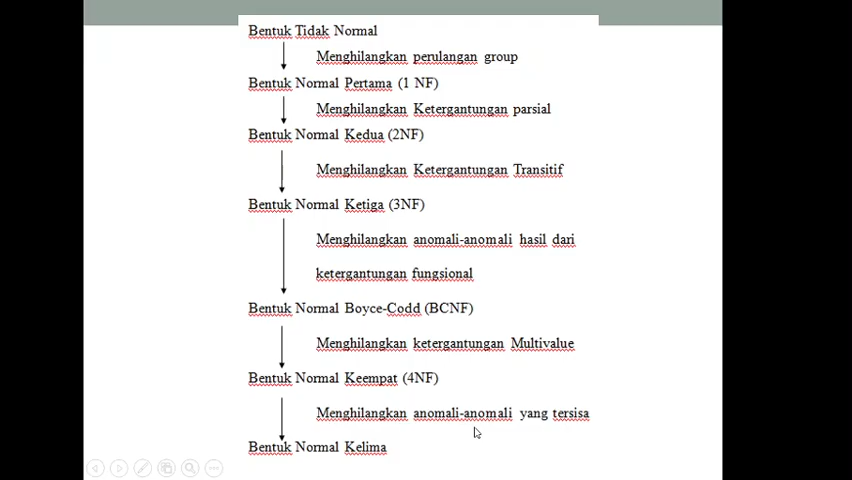 Bentuk Tidak Normal
Menghilangkan perulangan group
Bentuk Normal Pertama (1 NF)
Menghilangkan Ketergantungan parsial
Bentuk Normal Kedua (2NF)
Menghilangkan Ketergantungan Transitif
Bentuk Normal Ketiga (3NF)
Menghilangkan anomali-anomali hasil dari
ketergantungan fungsional
Bentuk Normal Boyce-Codd (BCNF)
Menghilangkan ketergantungan Multivalue
Bentuk Normal Keempat (4NF)
Menghilangkan anomali-anomali yang tersisa
Bentuk Normal Kelima